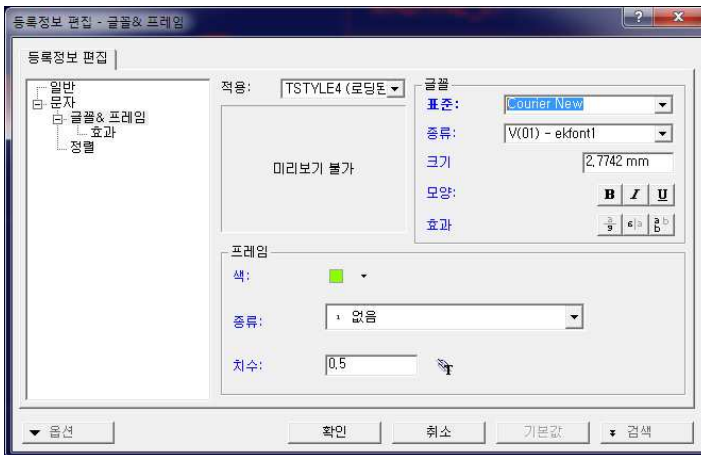 등록정보 편집 - 글꼴& 프레임
등록정보 편집
일반
문자
글꼴& 프레임
효과
정렬
적용: TSTYLE4 (로딩된
미리보기 불가
글꼴
표준: Courier New
종류: V(01) - ekfont1
크기 2,7742 mm
모양: B I U
효과
프레임
색:
종류: 1 없음
치수: 0,5
옵션 확인 취소 기본값 검색